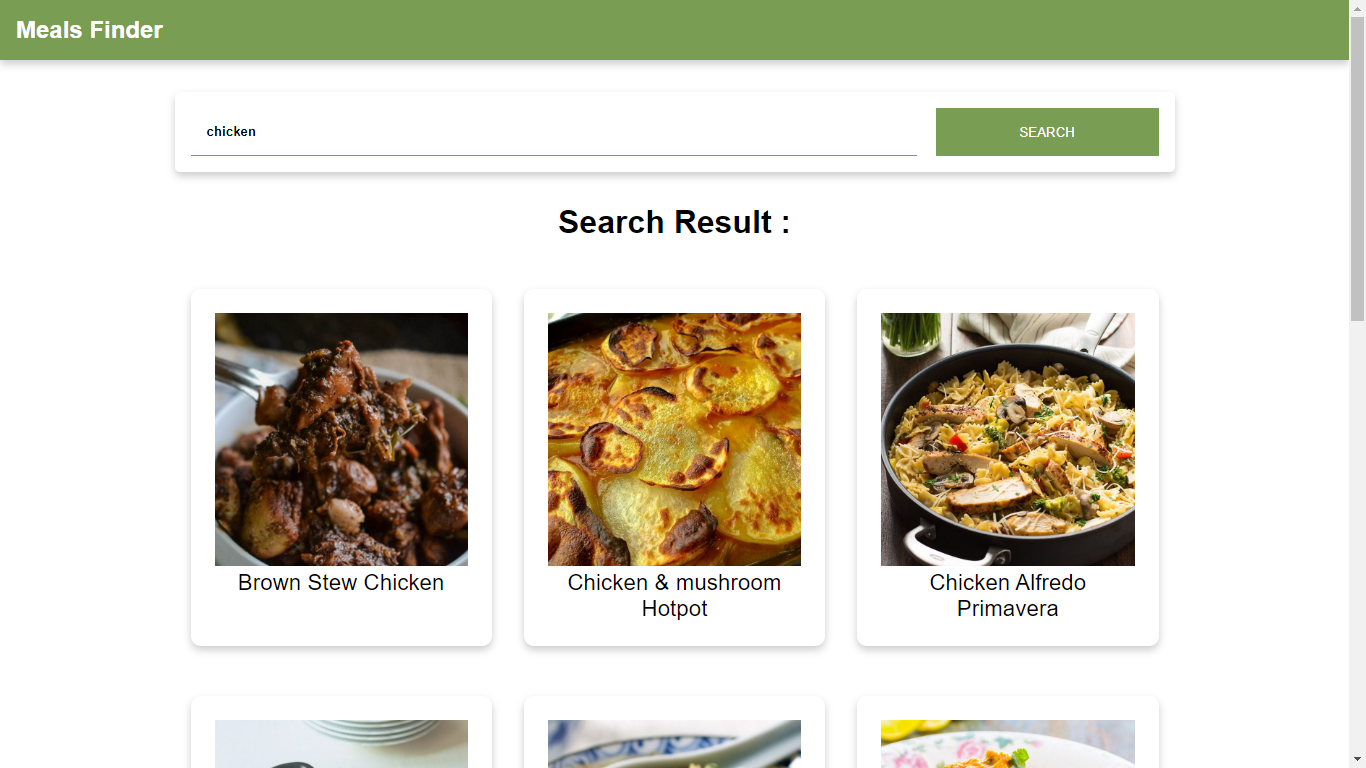 Meals Finder
chicken
SEARCH
Search Result :
Brown Stew Chicken
Chicken & mushroom
Hotpot
Chicken Alfredo
Primavera